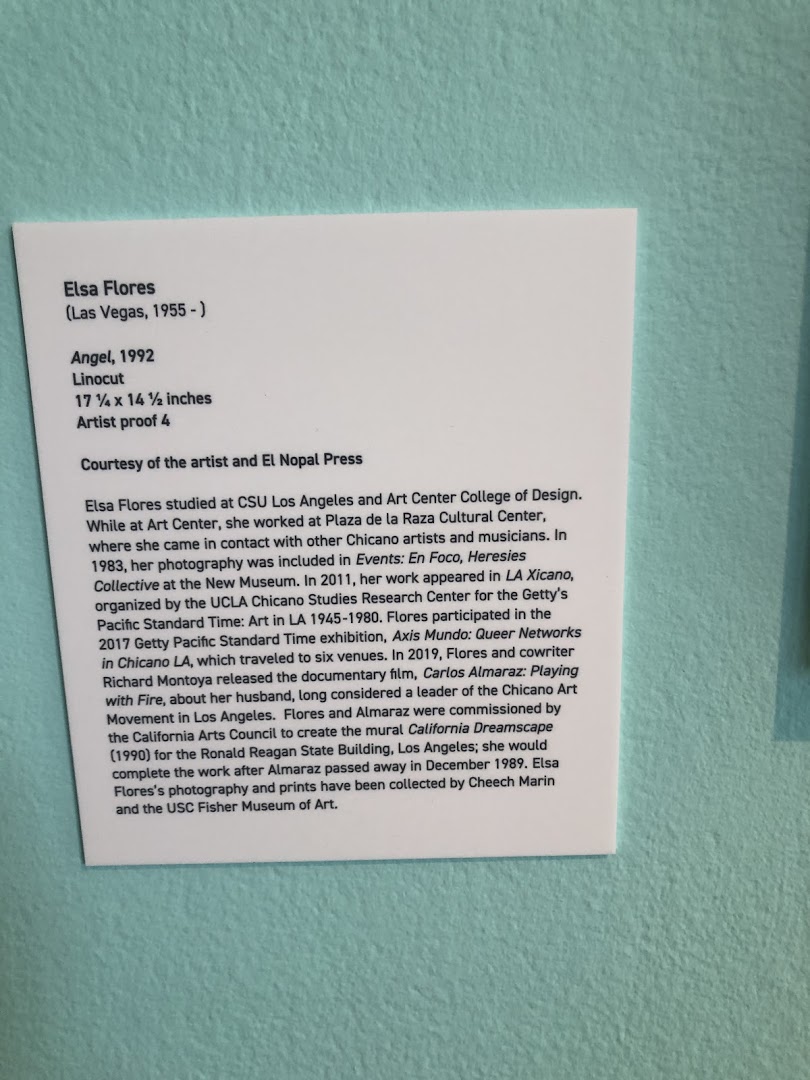 Elsa Flores
(Las Vegas, 1955 - )
Angel, 1992
Linocut
17 ¼ x 14 ½ inches
Artist proof 4
Courtesy of the artist and El Nopal Press
Elsa Flores studied at CSU Los Angeles and Art Center College of Design.
While at Art Center, she worked at Plaza de la Raza Cultural Center,
where she came in contact with other Chicano artists and musicians. In
1983, her photography was included in Events: En Foco, Heresies
Collective at the New Museum. In 2011, her work appeared in LA Xicano,
organized by the UCLA Chicano Studies Research Center for the Getty's
Pacific Standard Time: Art in LA 1945-1980. Flores participated in the
2017 Getty Pacific Standard Time exhibition, Axis Mundo: Queer Networks
in Chicano LA, which traveled to six venues. In 2019, Flores and cowriter
Richard Montoya released the documentary film, Carlos Almaraz: Playing
with Fire, about her husband, long considered a leader of the Chicano Art
Movement in Los Angeles. Flores and Almaraz were commissioned by
the California Arts Council to create the mural California Dreamscape
(1990) for the Ronald Reagan State Building, Los Angeles; she would
complete the work after Almaraz passed away in December 1989. Elsa
Flores's photography and prints have been collected by Cheech Marin
and the USC Fisher Museum of Art.